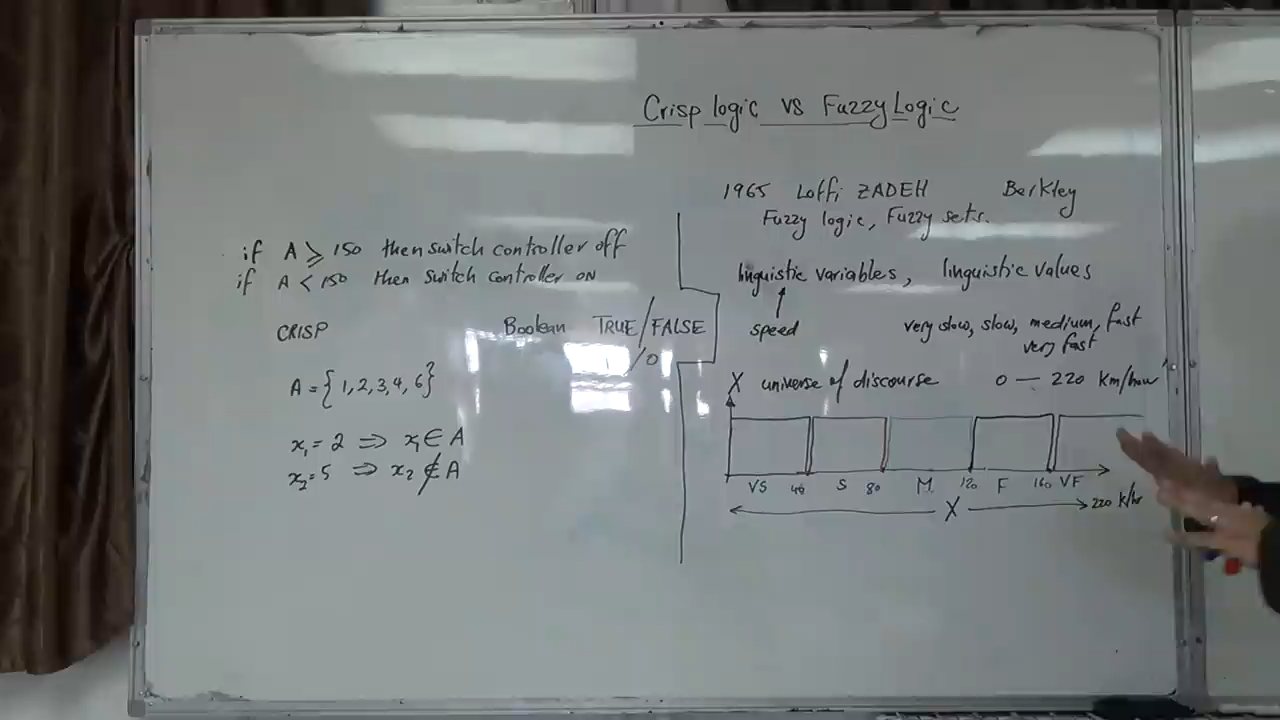 Crisp logic vs Fuzzy Logic
if A ⩾ 150 then switch controller off
if A < 150 then switch controller ON
CRISP Boolean TRUE/FALSE
1/0
A = {1, 2, 3, 4, 6}
x₁ = 2 ⇒ x₁ ∈ A
x₂ = 5 ⇒ x₂ ∉ A
1965 Loffi ZADEH Berkley
Fuzzy logic, Fuzzy sets.
linguistic variables, linguistic values
speed very slow, slow, medium, fast
very fast
X universe of discourse 0 — 220 km/hour
VS 40 S 80 M 120 F 160 VF
X 220 k/hr